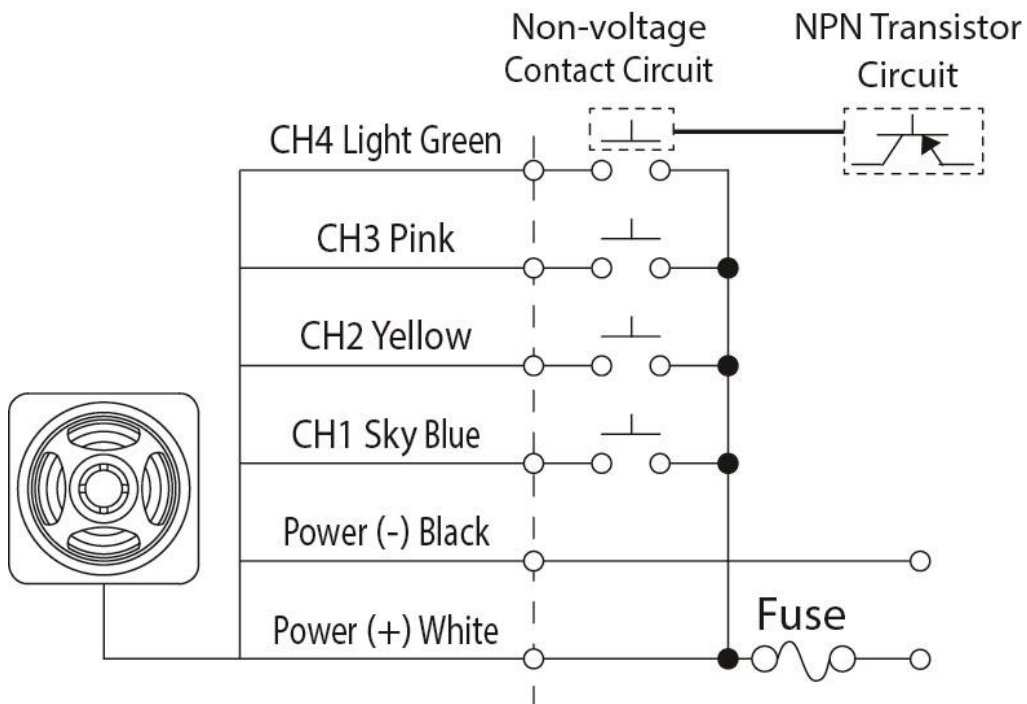 Non-voltage
Contact Circuit
NPN Transistor
Circuit
CH4 Light Green
CH3 Pink
CH2 Yellow
CH1 Sky Blue
Power (-) Black
Power (+) White
Fuse